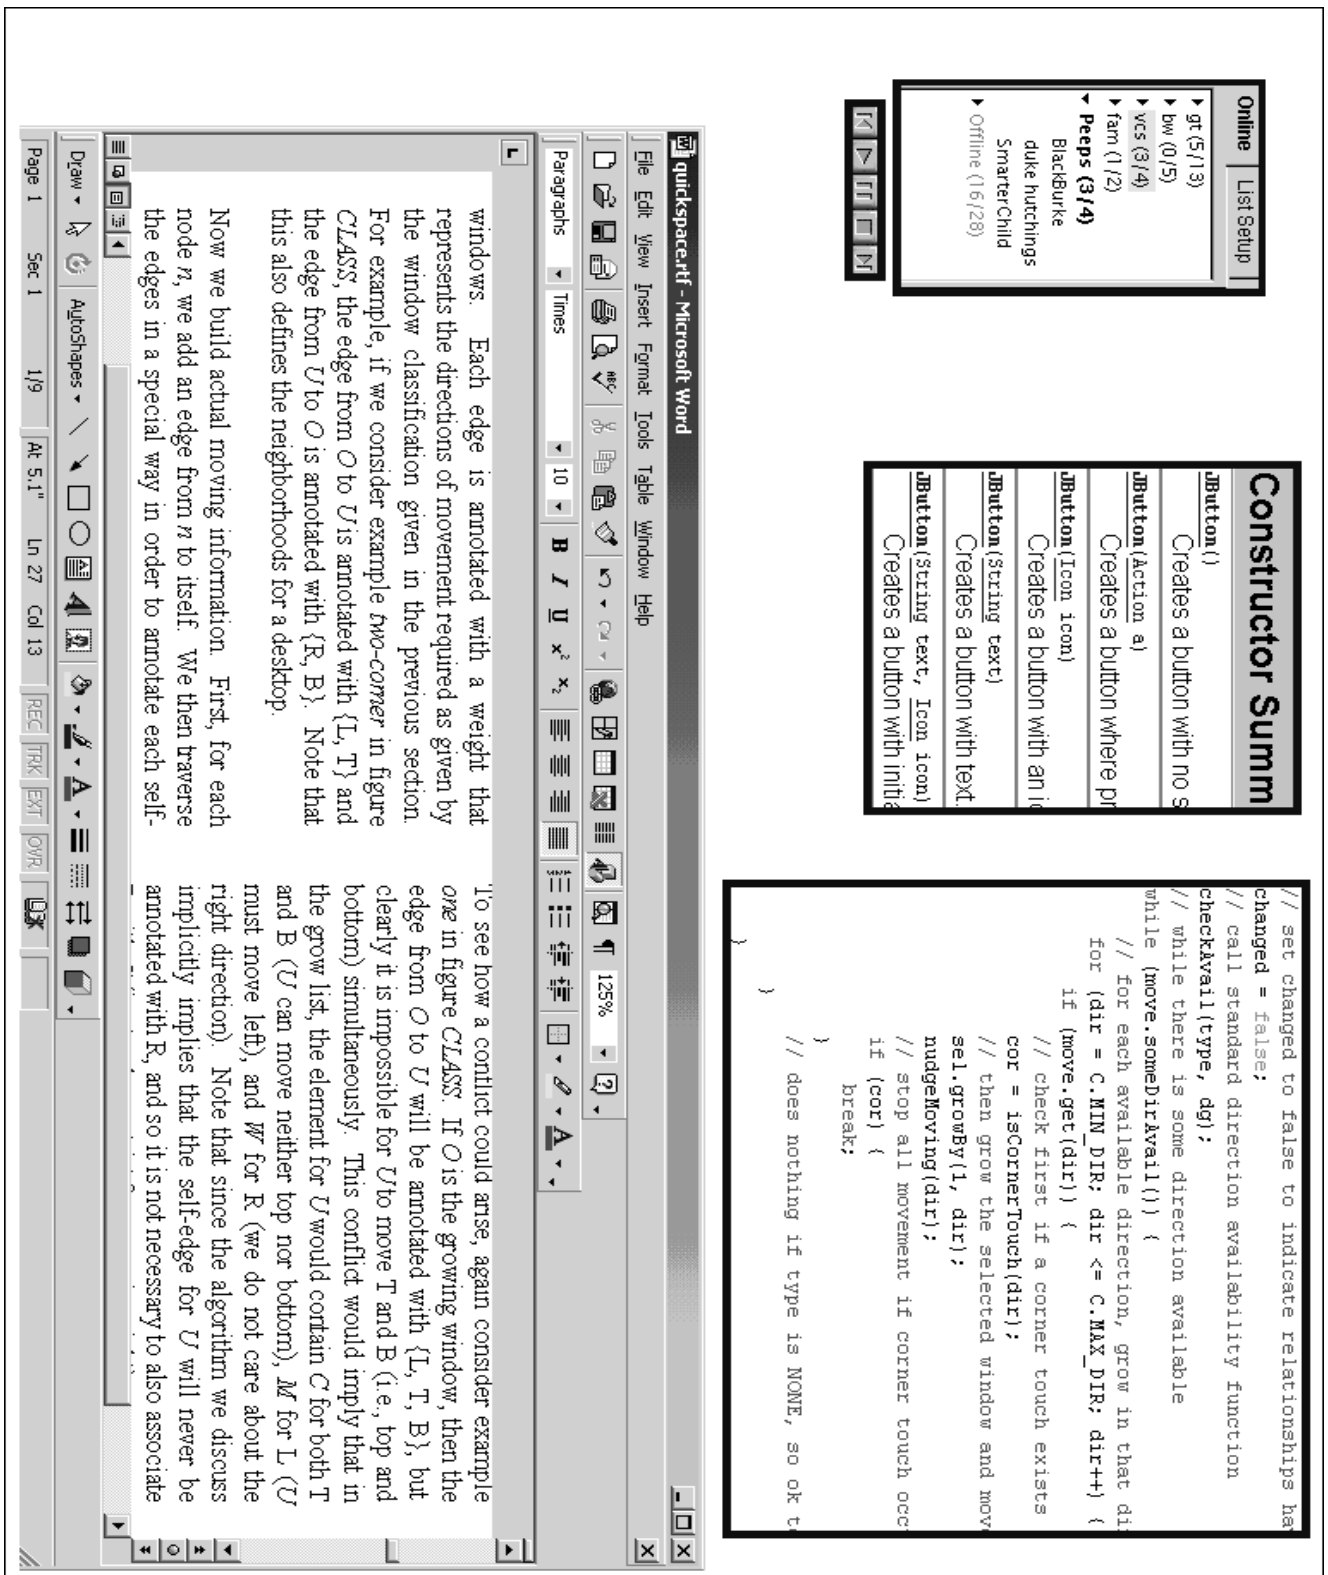 Online List Setup
gt (5/13)
bw (0/5)
vcs (3/4)
fam (1/2)
Peeps (3/4)
BlackBurke
duke hutchings
SmarterChild
Offline (16/28)
Constructor Summ
JButton()
Creates a button with no s
JButton(Action a)
Creates a button where pr
JButton(Icon icon)
Creates a button with an ic
JButton(String text)
Creates a button with text.
JButton(String text, Icon icon)
Creates a button with initia
// set changed to false to indicate relationships hav
changed = false;
// call standard direction availability function
checkAvail(type, dg);
// while there is some direction available
while (move.someDirAvail()) {
// for each available direction, grow in that di
for (dir = C.MIN_DIR; dir <= C.MAX_DIR; dir++) {
if (move.get(dir)) {
// check first if a corner touch exists
cor = isCornerTouch(dir);
// then grow the selected window and move
sel.growBy(1, dir);
nudgeMoving(dir);
// stop all movement if corner touch occ
if (cor) {
break;
}
// does nothing if type is NONE, so ok t
}
}
quickspace.rtf - Microsoft Word
File Edit View Insert Format Tools Table Window Help
ABC 125%
Paragraphs Times 10 B I U x² x₂ A
windows. Each edge is annotated with a weight that
represents the directions of movement required as given by
the window classification given in the previous section.
For example, if we consider example two-corner in figure
CLASS, the edge from O to U is annotated with {L, T} and
the edge from U to O is annotated with {R, B}. Note that
this also defines the neighborhoods for a desktop.
Now we build actual moving information. First, for each
node n, we add an edge from n to itself. We then traverse
the edges in a special way in order to annotate each self-
To see how a conflict could arise, again consider example
one in figure CLASS. If O is the growing window, then the
edge from O to U will be annotated with {L, T, B}, but
clearly it is impossible for U to move T and B (i.e., top and
bottom) simultaneously. This conflict would imply that in
the grow list, the element for U would contain C for both T
and B (U can move neither top nor bottom), M for L (U
must move left), and W for R (we do not care about the
right direction). Note that since the algorithm we discuss
implicitly implies that the self-edge for U will never be
annotated with R, and so it is not necessary to also associate
Draw AutoShapes A
Page 1 Sec 1 1/9 At 5.1" Ln 27 Col 13 REC TRK EXT OVR